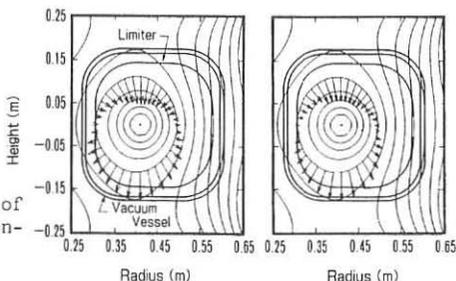 0.25
0.15
0.05
-0.05
-0.15
-0.25
Height (m)
Limiter
Vacuum
Vessel
of
n-
0.25 0.35 0.45 0.55 0.65
0.25 0.35 0.45 0.55 0.65
Radius (m)
Radius (m)